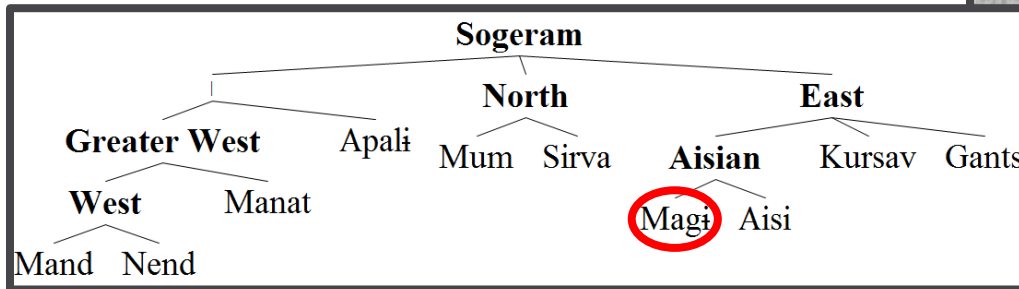 Sogeram
North East
Greater West Apalɨ
Mum Sirva Aisian Kursav Gants
West Manat
Magɨ Aisi
Mand Nend